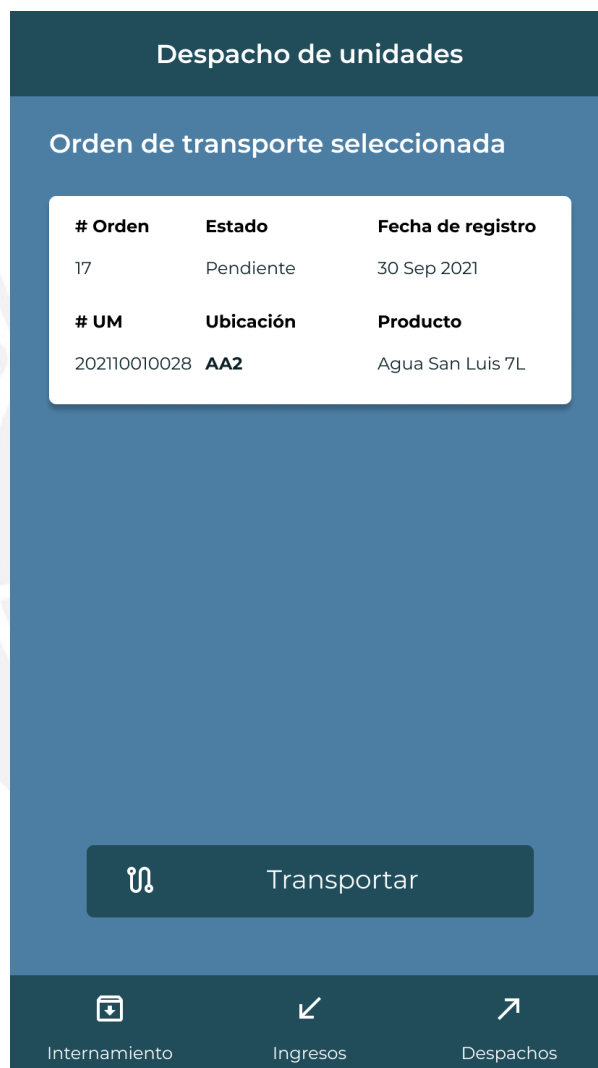 Despacho de unidades
Orden de transporte seleccionada
# Orden Estado Fecha de registro
17 Pendiente 30 Sep 2021
# UM Ubicación Producto
202110010028 AA2 Agua San Luis 7L
Transportar
Internamiento Ingresos Despachos